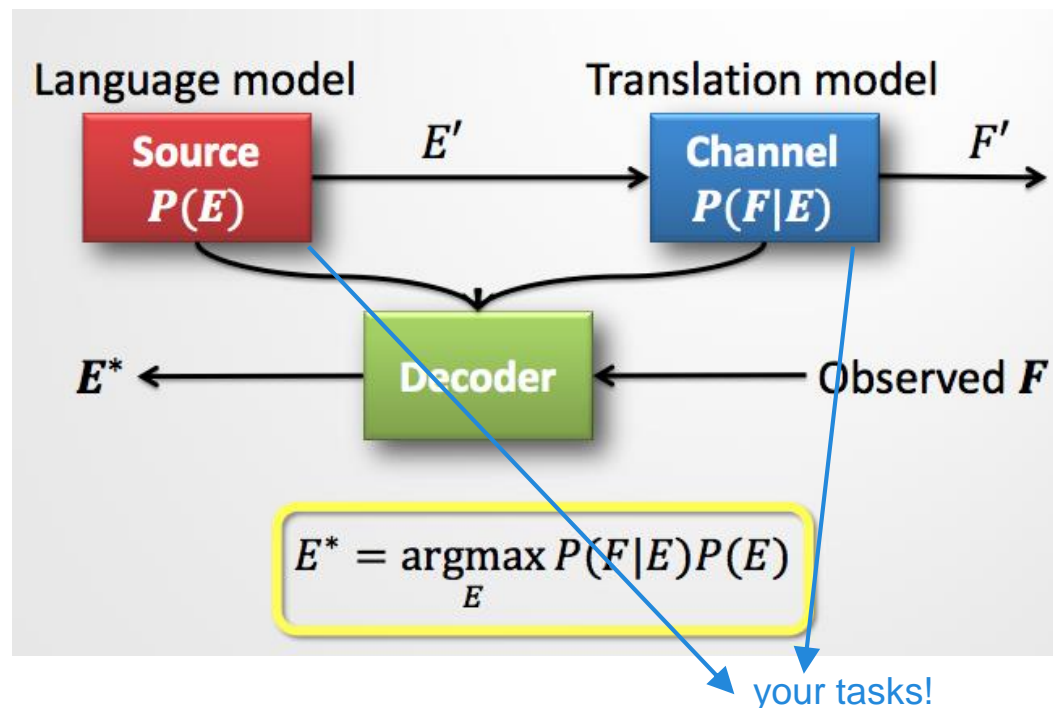 Language model
Translation model
Source
P(E)
E′
Channel
P(F|E)
F′
E*
Decoder
Observed F
E* = argmax P(F|E)P(E)
E
your tasks!